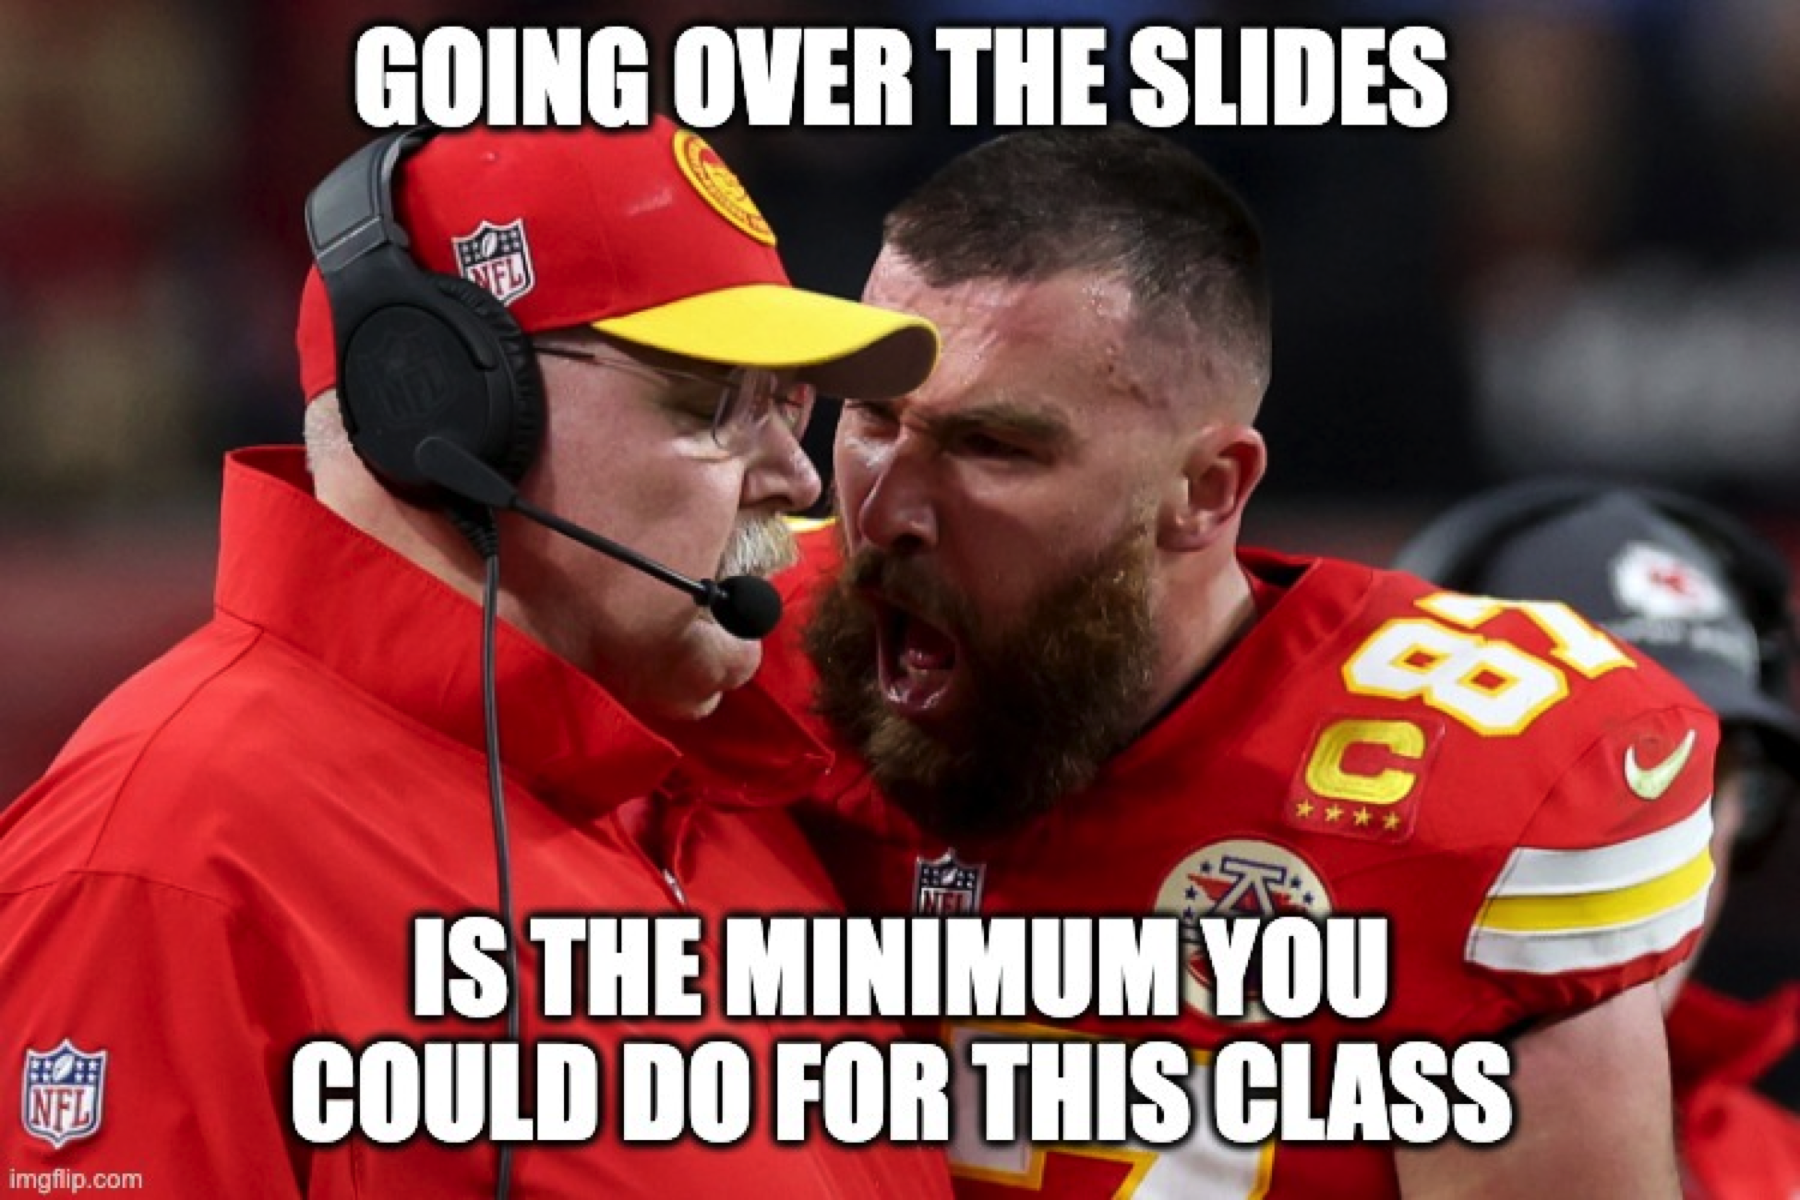 GOING OVER THE SLIDES
NFL
87
C
NFL
IS THE MINIMUM YOU
COULD DO FOR THIS CLASS
NFL
imgflip.com